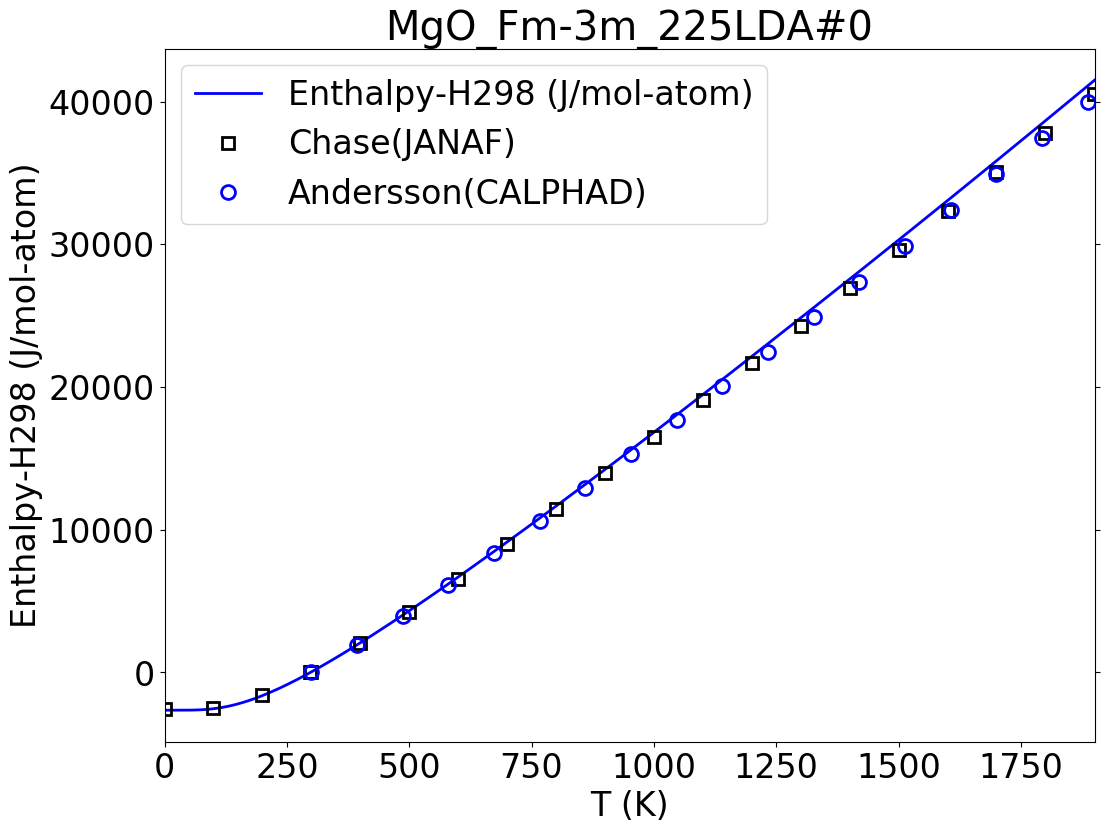 MgO_Fm-3m_225LDA#0
Enthalpy-H298 (J/mol-atom)
Chase(JANAF)
Andersson(CALPHAD)
Enthalpy-H298 (J/mol-atom)
40000
30000
20000
10000
0
0 250 500 750 1000 1250 1500 1750
T (K)